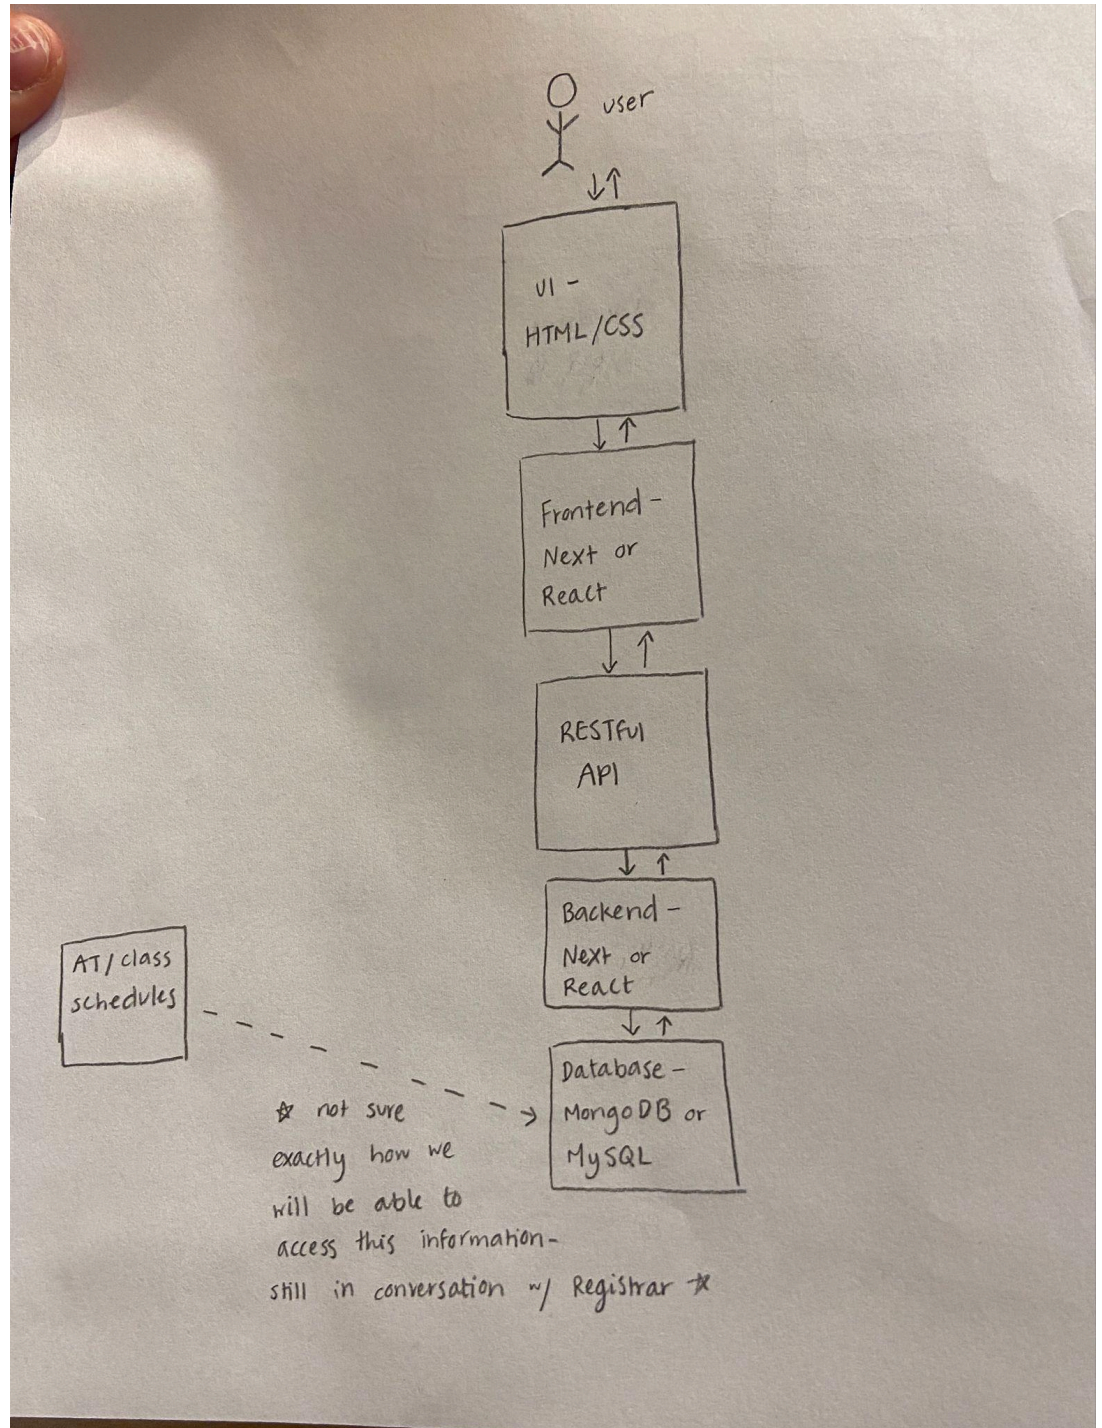 user
UI -
HTML/CSS
Frontend -
Next or
React
RESTful
API
Backend -
Next or
React
AT/class
schedules
Database -
MongoDB or
MySQL
☆ not sure
exactly how we
will be able to
access this information-
still in conversation w/ Registrar ☆